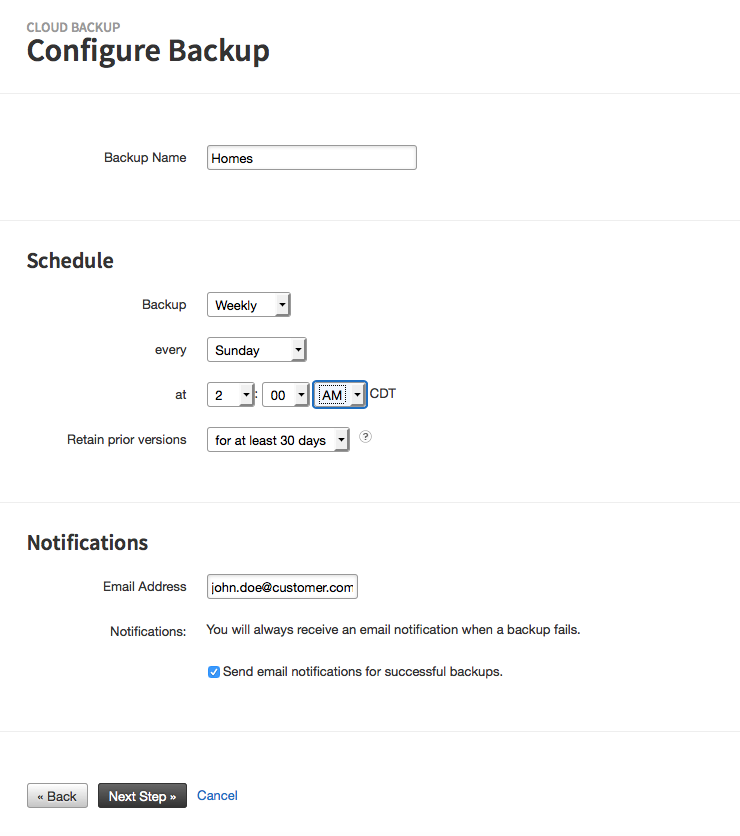 CLOUD BACKUP
Configure Backup
Backup Name Homes
Schedule
Backup Weekly
every Sunday
at 2 : 00 AM CDT
Retain prior versions for at least 30 days ?
Notifications
Email Address john.doe@customer.com
Notifications: You will always receive an email notification when a backup fails.
Send email notifications for successful backups.
« Back Next Step » Cancel